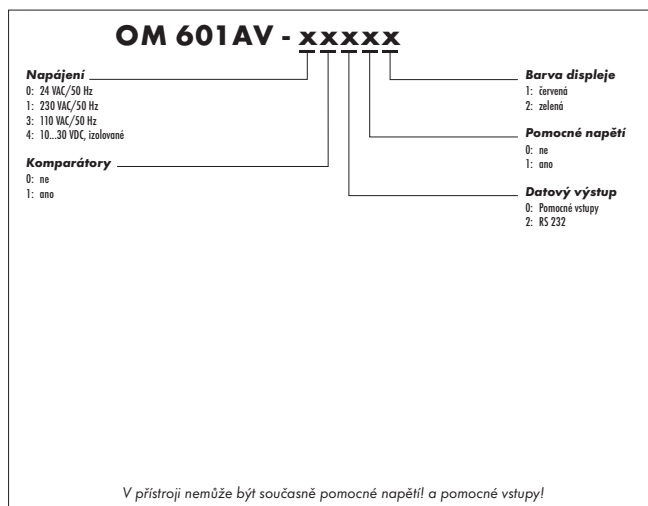 OM 601AV - xxxxx
Napájení
0: 24 VAC/50 Hz
1: 230 VAC/50 Hz
3: 110 VAC/50 Hz
4: 10...30 VDC, izolované
Komparátory
0: ne
1: ano
Barva displeje
1: červená
2: zelená
Pomocné napětí
0: ne
1: ano
Datový výstup
0: Pomocné vstupy
2: RS 232
V přístroji nemůže být současně pomocné napětí! a pomocné vstupy!